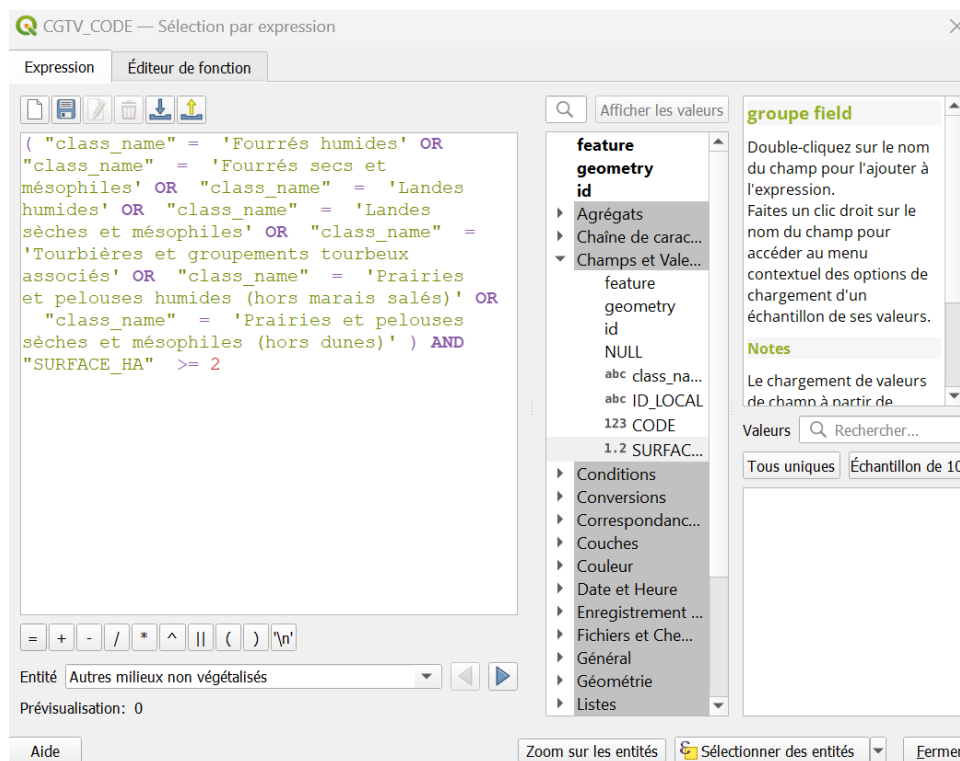 CGTV_CODE — Sélection par expression
Expression
Éditeur de fonction
( "class_name" = 'Fourrés humides' OR
"class_name" = 'Fourrés secs et
mésophiles' OR "class_name" = 'Landes
humides' OR "class_name" = 'Landes
sèches et mésophiles' OR "class_name" =
'Tourbières et groupements tourbeux
associés' OR "class_name" = 'Prairies
et pelouses humides (hors marais salés)' OR
"class_name" = 'Prairies et pelouses
sèches et mésophiles (hors dunes)' ) AND
"SURFACE_HA" >= 2
= + - / * ^ || ( ) '\n'
Entité Autres milieux non végétalisés
Prévisualisation: 0
Aide
Afficher les valeurs
feature
geometry
id
Agrégats
Chaîne de carac...
Champs et Vale...
feature
geometry
id
NULL
abc class_na...
abc ID_LOCAL
123 CODE
1.2 SURFAC...
Conditions
Conversions
Correspondanc...
Couches
Couleur
Date et Heure
Enregistrement ...
Fichiers et Che...
Général
Géométrie
Listes
groupe field
Double-cliquez sur le nom
du champ pour l'ajouter à
l'expression.
Faites un clic droit sur le
nom du champ pour
accéder au menu
contextuel des options de
chargement d'un
échantillon de ses valeurs.
Notes
Le chargement de valeurs
de champ à partir de
Valeurs Rechercher...
Tous uniques Échantillon de 10
Zoom sur les entités
Sélectionner des entités
Fermer